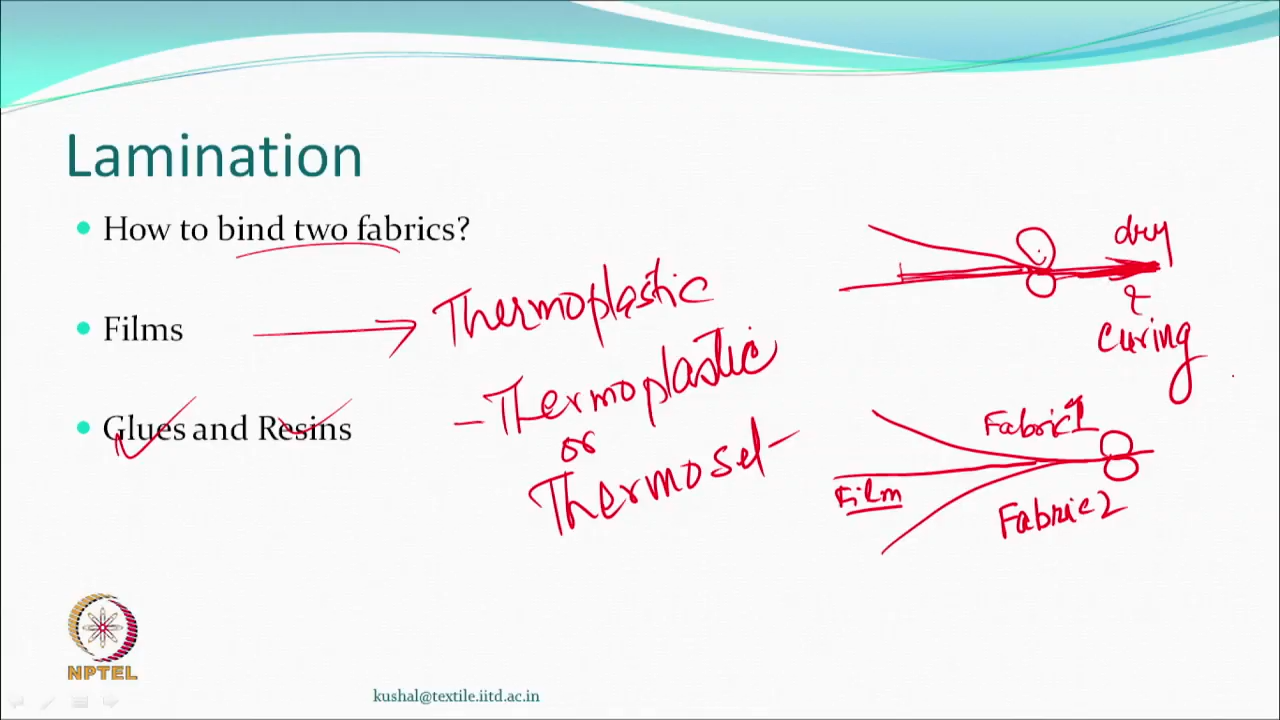 Lamination
How to bind two fabrics?
Films
Glues and Resins
Thermoplastic
- Thermoplastic
or
Thermoset -
dry
&
curing
Fabric 1
Film
Fabric 2
NPTEL
kushal@textile.iitd.ac.in